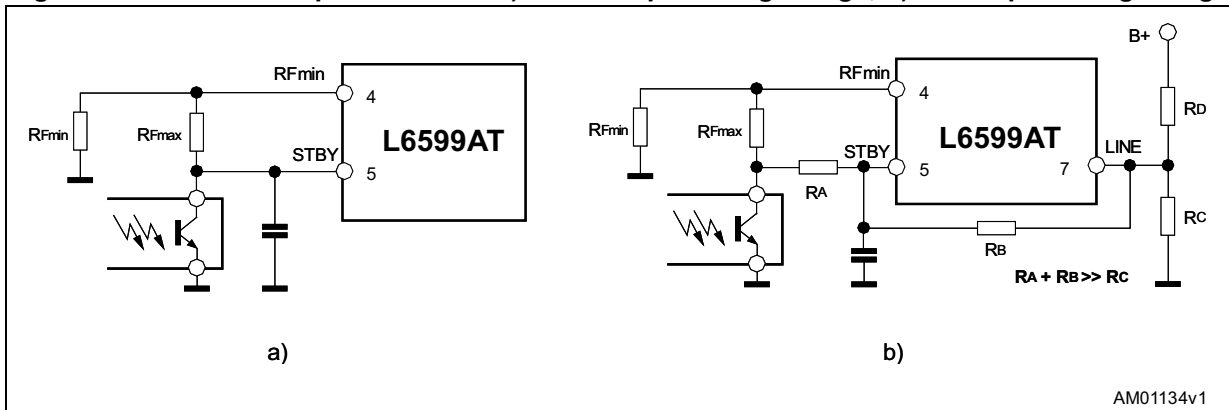 RFmin
4
RFmin
RFmax
L6599AT
STBY
5
a)
B+
RFmin
4
RD
RFmin
RFmax
L6599AT
STBY
LINE
5
7
RA
RC
RB
RA + RB >> RC
b)
AM01134v1